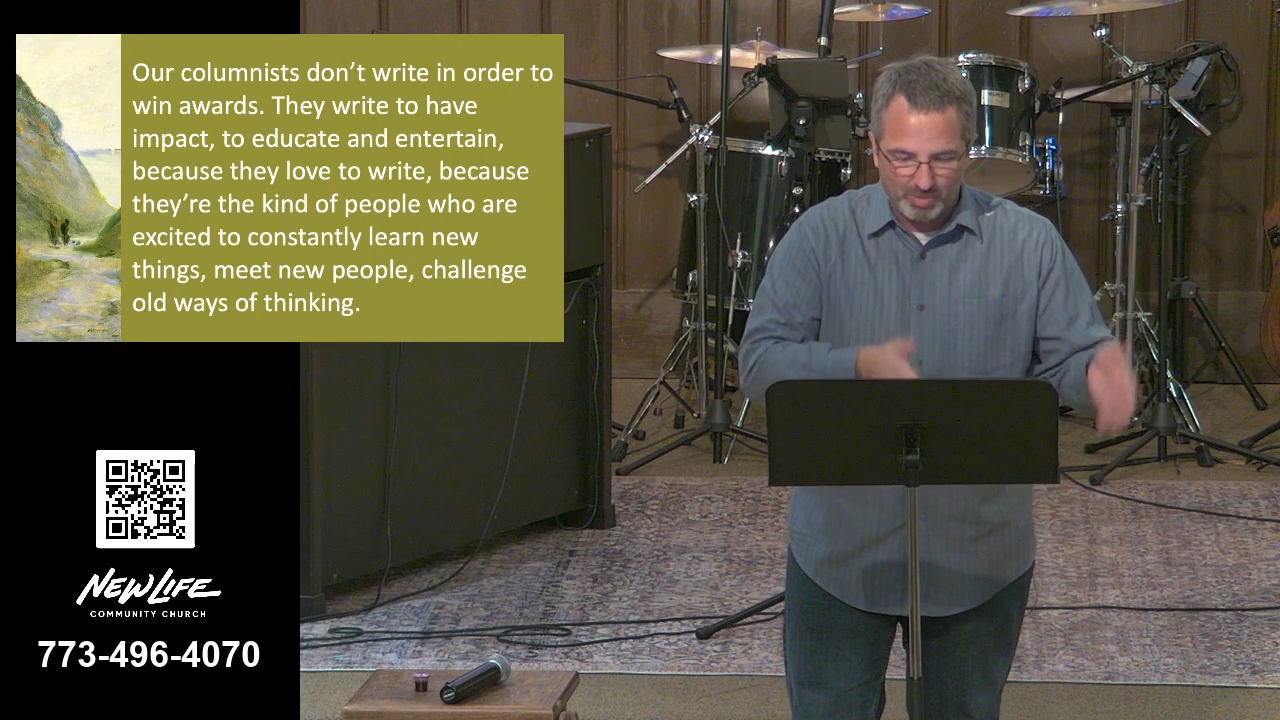 Our columnists don’t write in order to
win awards. They write to have
impact, to educate and entertain,
because they love to write, because
they’re the kind of people who are
excited to constantly learn new
things, meet new people, challenge
old ways of thinking.
NEWLIFE
COMMUNITY CHURCH
773-496-4070